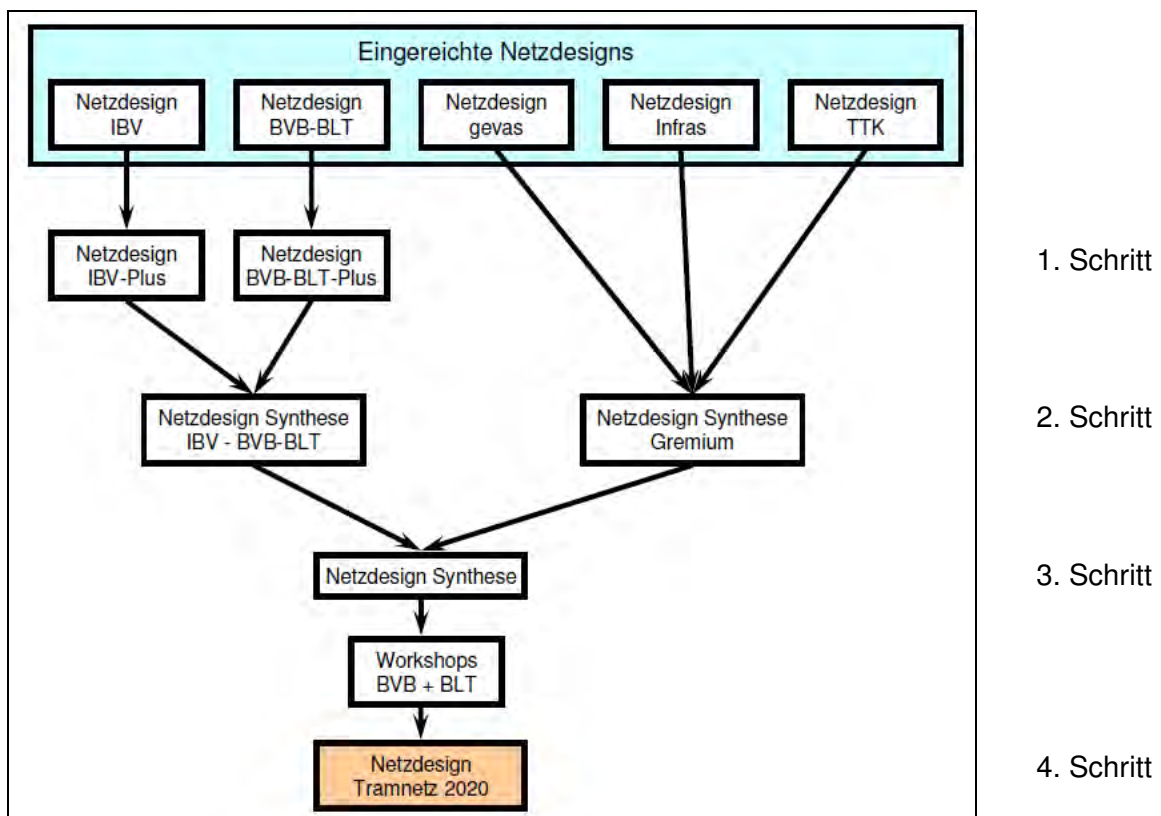 Eingereichte Netzdesigns
Netzdesign
IBV
Netzdesign
BVB-BLT
Netzdesign
gevas
Netzdesign
Infras
Netzdesign
TTK
Netzdesign
IBV-Plus
Netzdesign
BVB-BLT-Plus
1. Schritt
Netzdesign Synthese
IBV - BVB-BLT
Netzdesign Synthese
Gremium
2. Schritt
Netzdesign Synthese
3. Schritt
Workshops
BVB + BLT
Netzdesign
Tramnetz 2020
4. Schritt